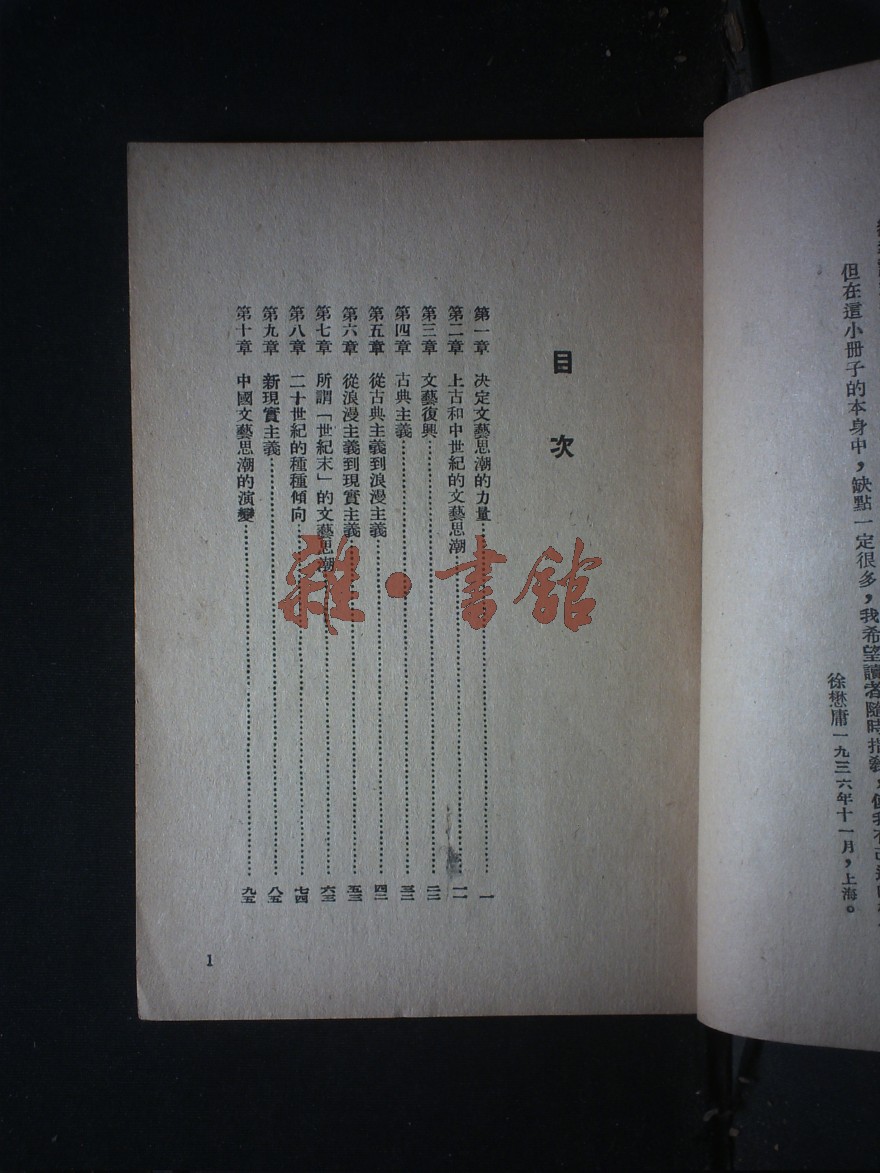 但在這小冊子的本身中，缺點一定很多，我希望讀者隨時指
徐懋庸一九三六年十一月，上海。
目次
第一章 決定文藝思潮的力量 一
第二章 上古和中世紀的文藝思潮 一一
第三章 文藝復興 二二
第四章 古典主義 三三
第五章 從古典主義到浪漫主義 四二
第六章 從浪漫主義到現實主義 五三
第七章 所謂「世紀末」的文藝思潮 六三
第八章 二十世紀的種種傾向 七四
第九章 新現實主義 八五
第十章 中國文藝思潮的演變 九五
1
雜·書館